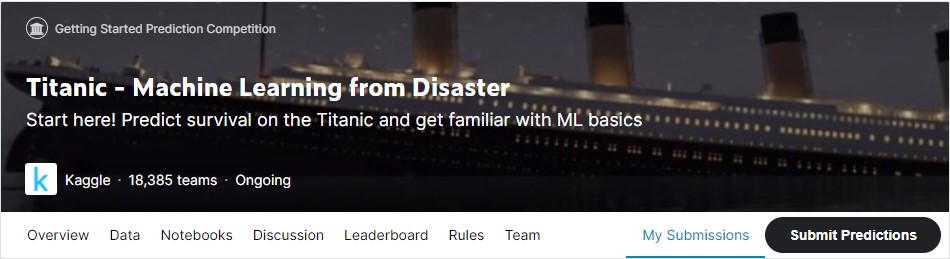 Getting Started Prediction Competition
Titanic - Machine Learning from Disaster
Start here! Predict survival on the Titanic and get familiar with ML basics
k Kaggle · 18,385 teams · Ongoing
Overview Data Notebooks Discussion Leaderboard Rules Team My Submissions Submit Predictions